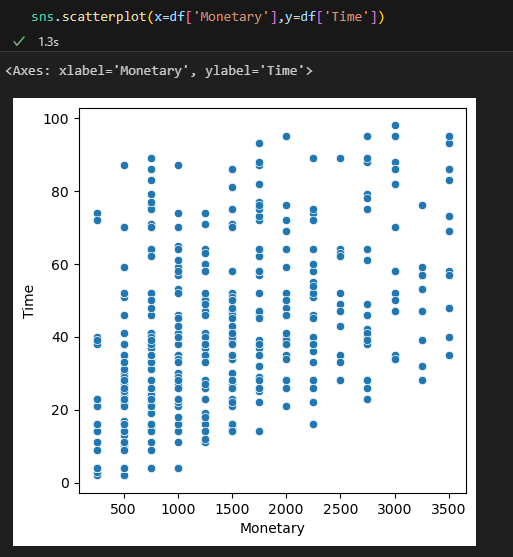 sns.scatterplot(x=df['Monetary'],y=df['Time'])
✓ 1.3s
<Axes: xlabel='Monetary', ylabel='Time'>
100
80
60
40
20
0
Time
500 1000 1500 2000 2500 3000 3500
Monetary